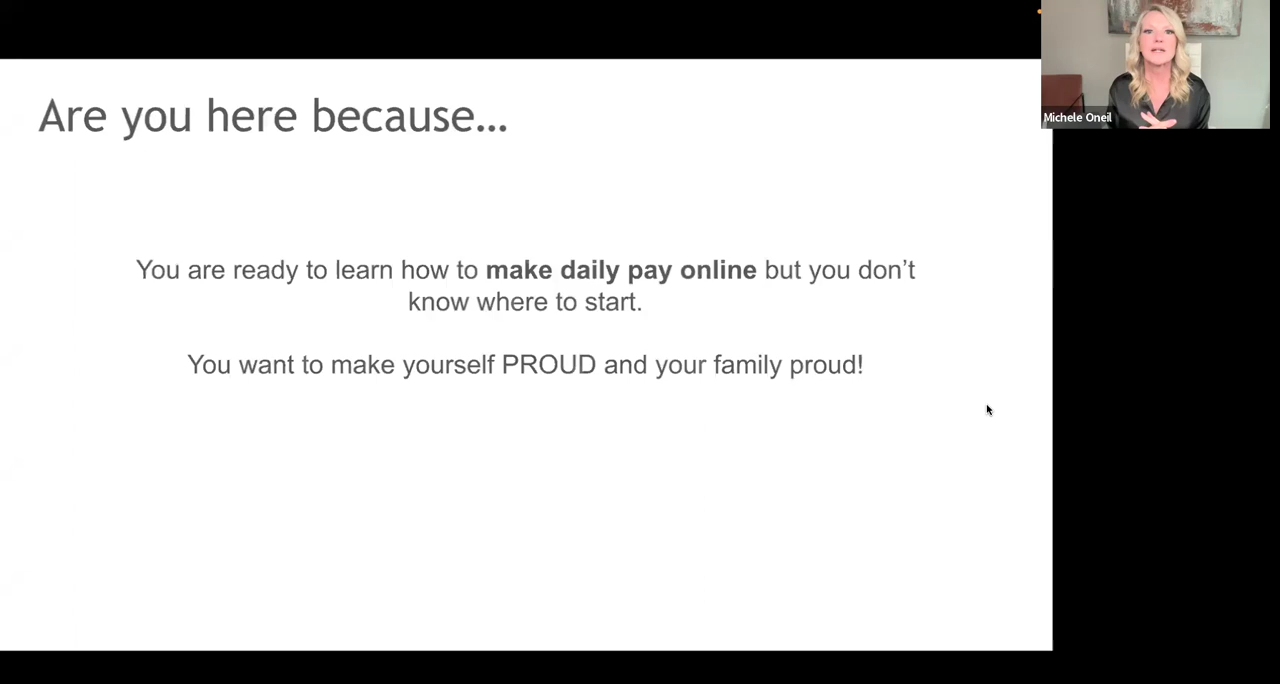 Are you here because…
Michele Oneil
You are ready to learn how to make daily pay online but you don’t
know where to start.
You want to make yourself PROUD and your family proud!